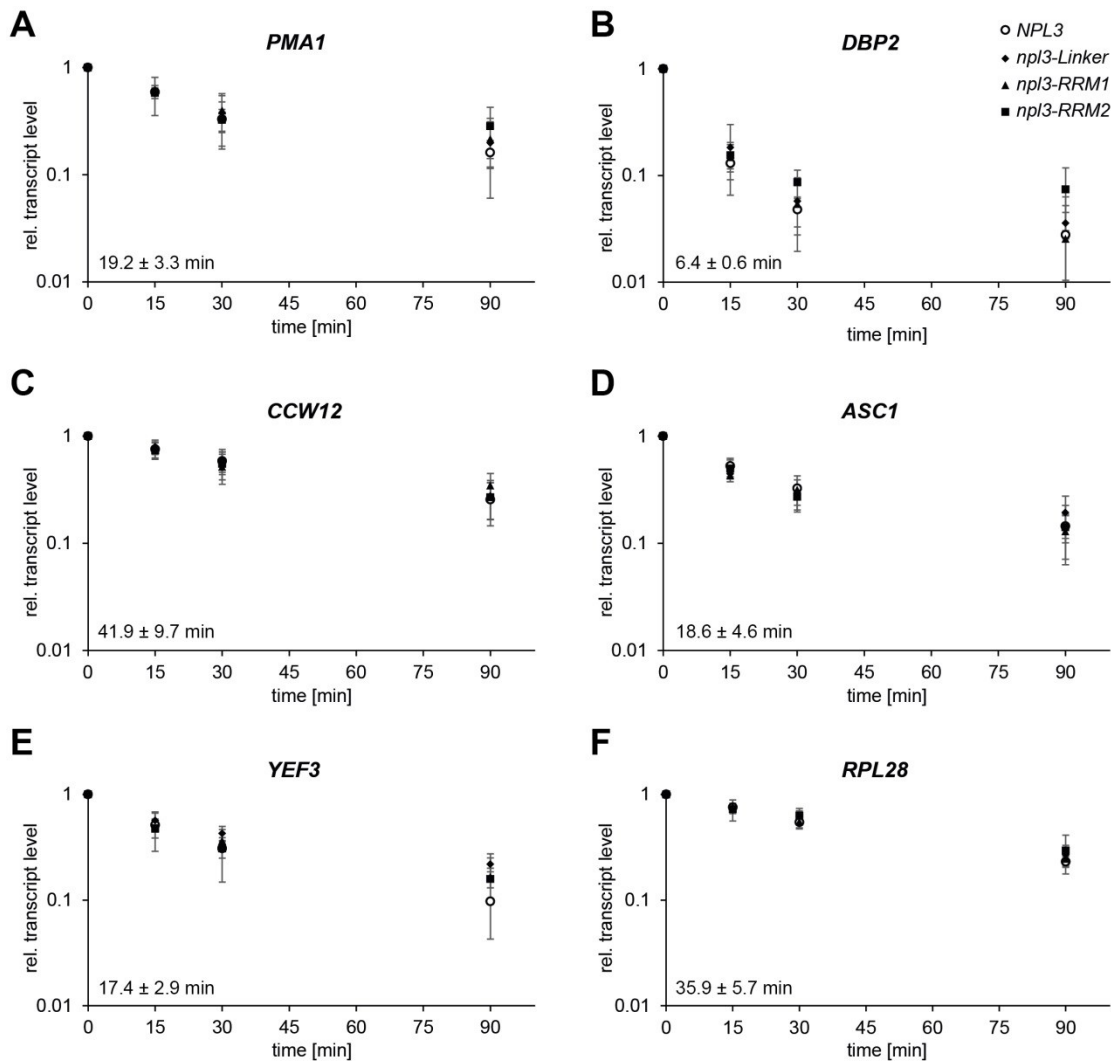 A
PMA1
rel. transcript level
1
0.1
0.01
19.2 ± 3.3 min
0 15 30 45 60 75 90
time [min]
B
DBP2
NPL3
npl3-Linker
npl3-RRM1
npl3-RRM2
rel. transcript level
1
0.1
0.01
6.4 ± 0.6 min
0 15 30 45 60 75 90
time [min]
C
CCW12
rel. transcript level
1
0.1
0.01
41.9 ± 9.7 min
0 15 30 45 60 75 90
time [min]
D
ASC1
rel. transcript level
1
0.1
0.01
18.6 ± 4.6 min
0 15 30 45 60 75 90
time [min]
E
YEF3
rel. transcript level
1
0.1
0.01
17.4 ± 2.9 min
0 15 30 45 60 75 90
time [min]
F
RPL28
rel. transcript level
1
0.1
0.01
35.9 ± 5.7 min
0 15 30 45 60 75 90
time [min]